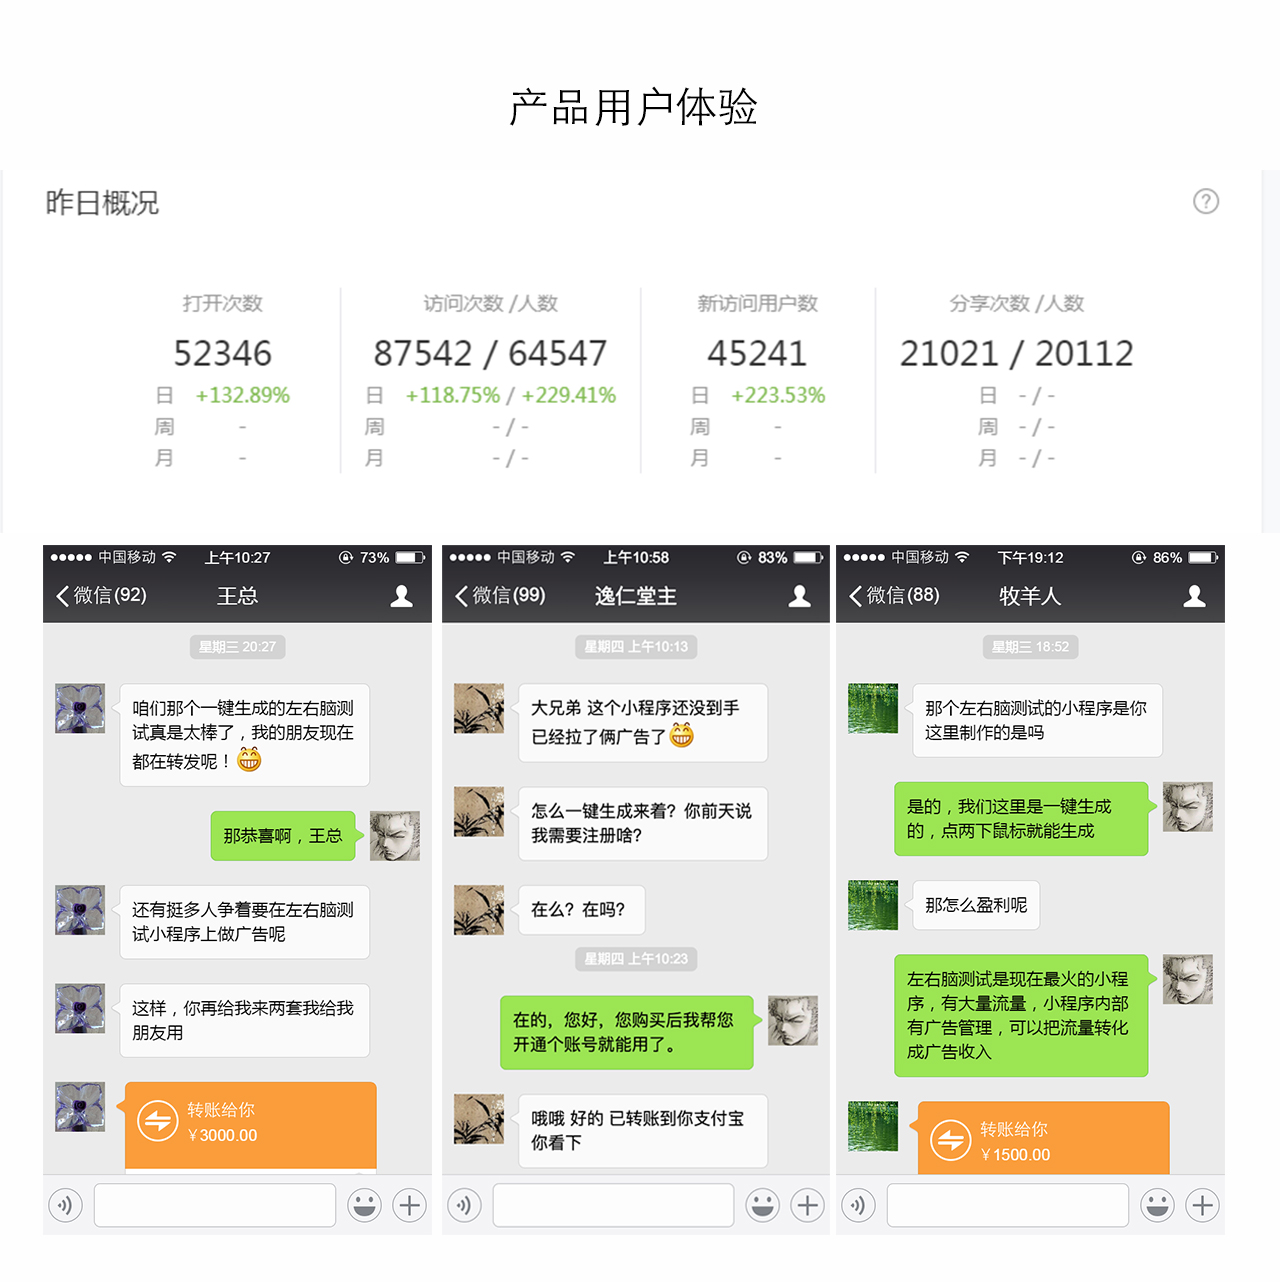 产品用户体验
昨日概况
?
打开次数
52346
日 +132.89%
周 -
月 -
访问次数 /人数
87542 / 64547
日 +118.75% / +229.41%
周 - / -
月 - / -
新访问用户数
45241
日 +223.53%
周 -
月 -
分享次数 /人数
21021 / 20112
日 - / -
周 - / -
月 - / -
中国移动 上午10:27 73%
微信(92) 王总
星期三 20:27
咱们那个一键生成的左右脑测
试真是太棒了，我的朋友现在
都在转发呢！
那恭喜啊，王总
还有挺多人争着要在左右脑测
试小程序上做广告呢
这样，你再给我来两套我给我
朋友用
转账给你
￥3000.00
中国移动 上午10:58 83%
微信(99) 逸仁堂主
星期四 上午10:13
大兄弟 这个小程序还没到手
已经拉了俩广告了
怎么一键生成来着？你前天说
我需要注册啥？
在么？在吗？
星期四 上午10:23
在的，您好，您购买后我帮您
开通个账号就能用了。
哦哦 好的 已转账到你支付宝
你看下
中国移动 下午19:12 86%
微信(88) 牧羊人
星期三 18:52
那个左右脑测试的小程序是你
这里制作的是吗
是的，我们这里是一键生成
的，点两下鼠标就能生成
那怎么盈利呢
左右脑测试是现在最火的小程
序，有大量流量，小程序内部
有广告管理，可以把流量转化
成广告收入
转账给你
￥1500.00